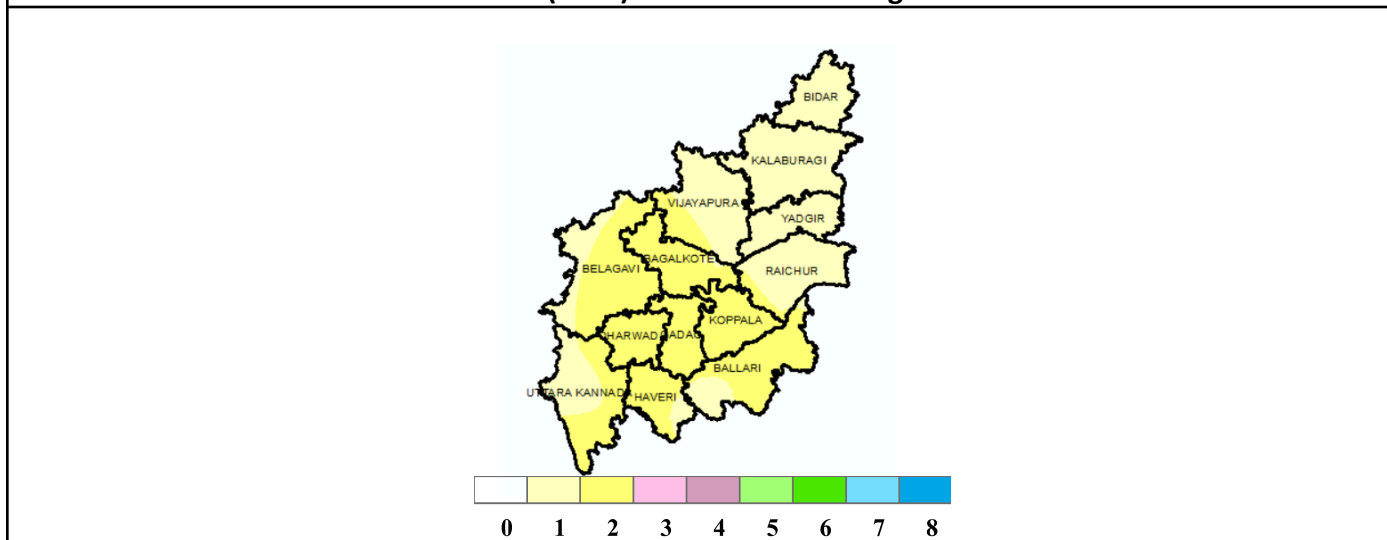 BIDAR
KALABURAGI
VIJAYAPURA
YADGIR
BAGALKOTE
BELAGAVI
RAICHUR
KOPPALA
DHARWAD
GADAG
BALLARI
UTTARA KANNADA
HAVERI
0 1 2 3 4 5 6 7 8